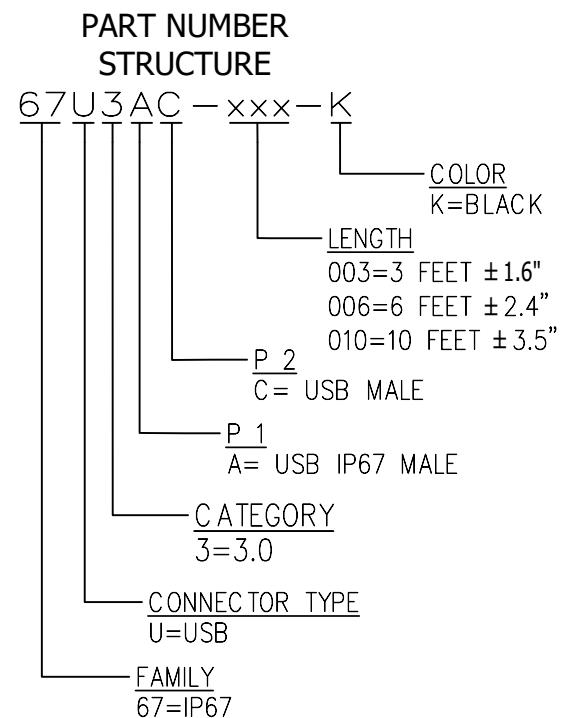 PART NUMBER
STRUCTURE
67U3AC-xxx-K
COLOR
K=BLACK
LENGTH
003=3 FEET ±1.6"
006=6 FEET ±2.4”
010=10 FEET ±3.5”
P 2
C= USB MALE
P 1
A= USB IP67 MALE
CATEGORY
3=3.0
CONNECTOR TYPE
U=USB
FAMILY
67=IP67